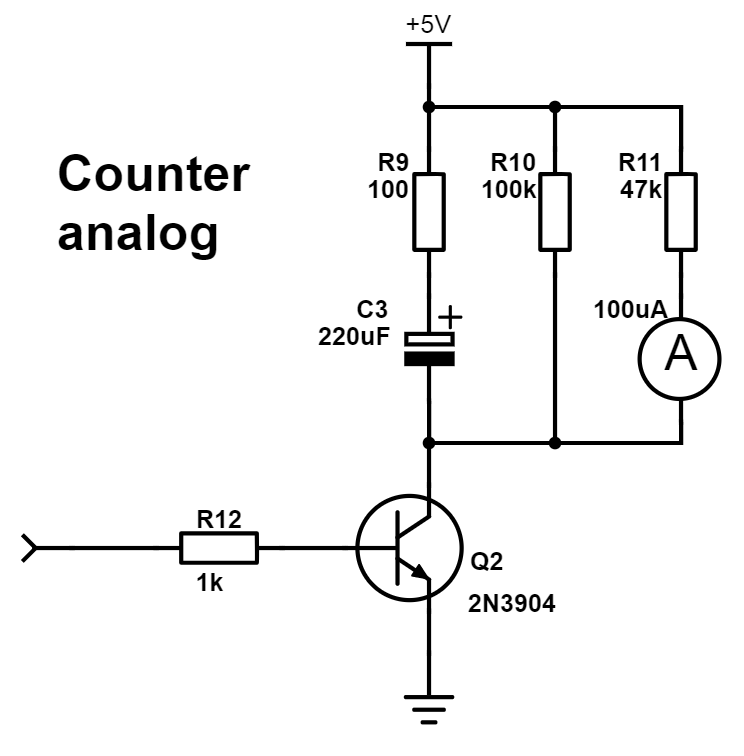 +5V
Counter
analog
R9
100
R10
100k
R11
47k
C3
220uF
+
100uA
A
R12
1k
Q2
2N3904